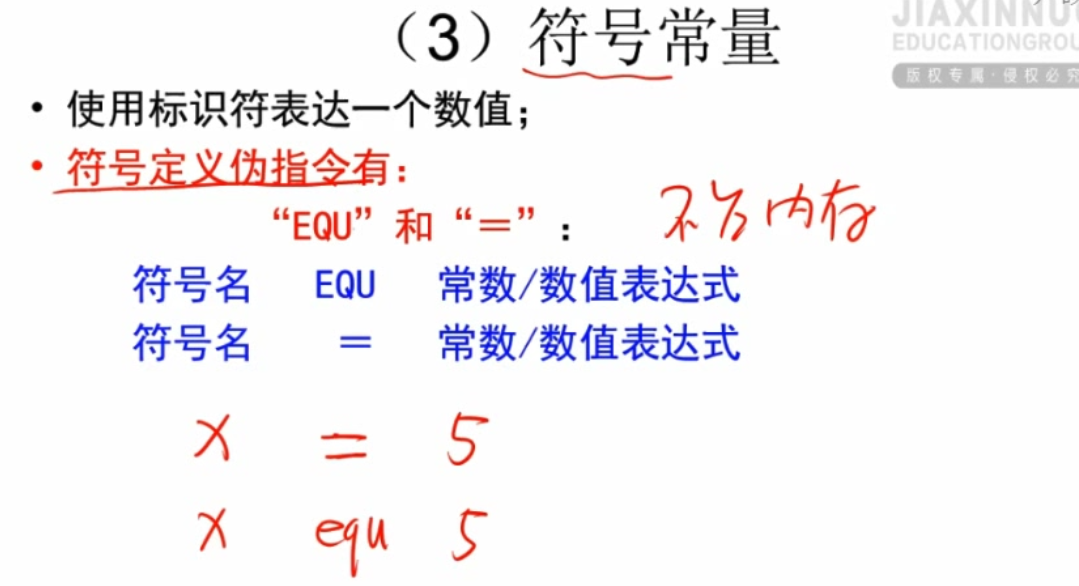 （3）符号常量
JIAXINNU
EDUCATIONGROU
版权专属·侵权必究
• 使用标识符表达一个数值；
• 符号定义伪指令有：
“EQU”和“＝”：
不占内存
符号名 EQU 常数/数值表达式
符号名 ＝ 常数/数值表达式
x = 5
x equ 5